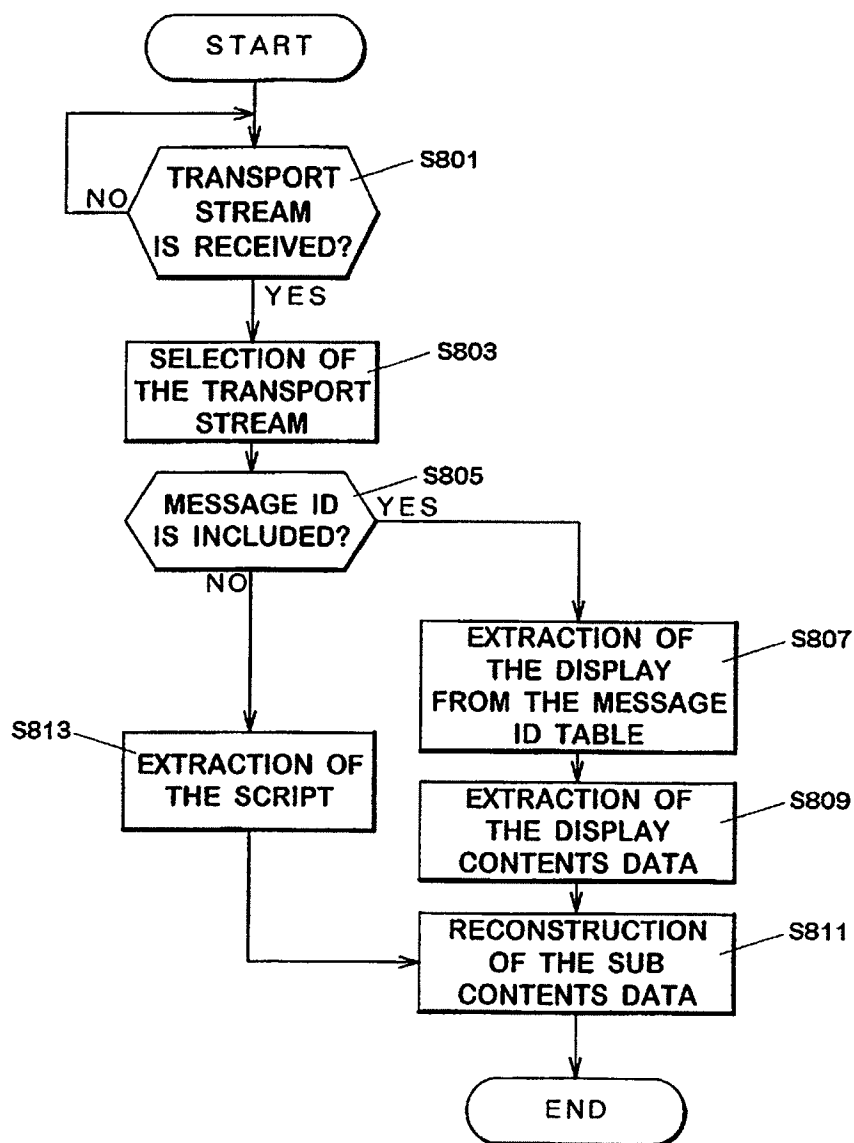 START
S801
TRANSPORT
STREAM
IS RECEIVED?
NO
YES
S803
SELECTION OF
THE TRANSPORT
STREAM
S805
MESSAGE ID
IS INCLUDED?
YES
NO
S807
EXTRACTION OF
THE DISPLAY
FROM THE MESSAGE
ID TABLE
S813
EXTRACTION OF
THE SCRIPT
S809
EXTRACTION OF
THE DISPLAY
CONTENTS DATA
S811
RECONSTRUCTION
OF THE SUB
CONTENTS DATA
END